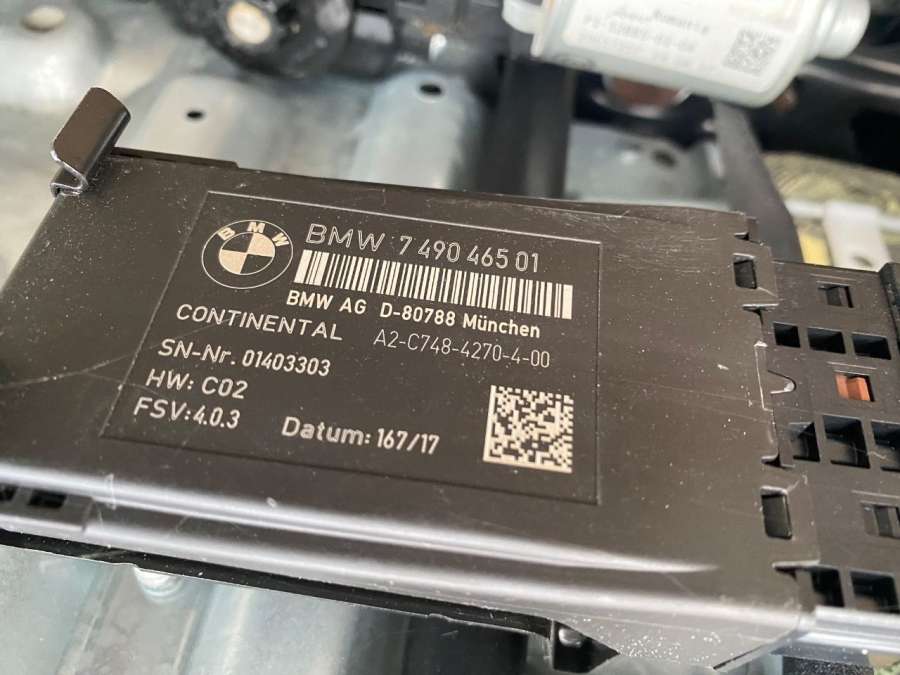 BMW
BMW 7 490 465 01
BMW AG D-80788 München
CONTINENTAL A2-C748-4270-4-00
SN-Nr. 01403303
HW: C02
FSV:4.0.3
Datum: 167/17